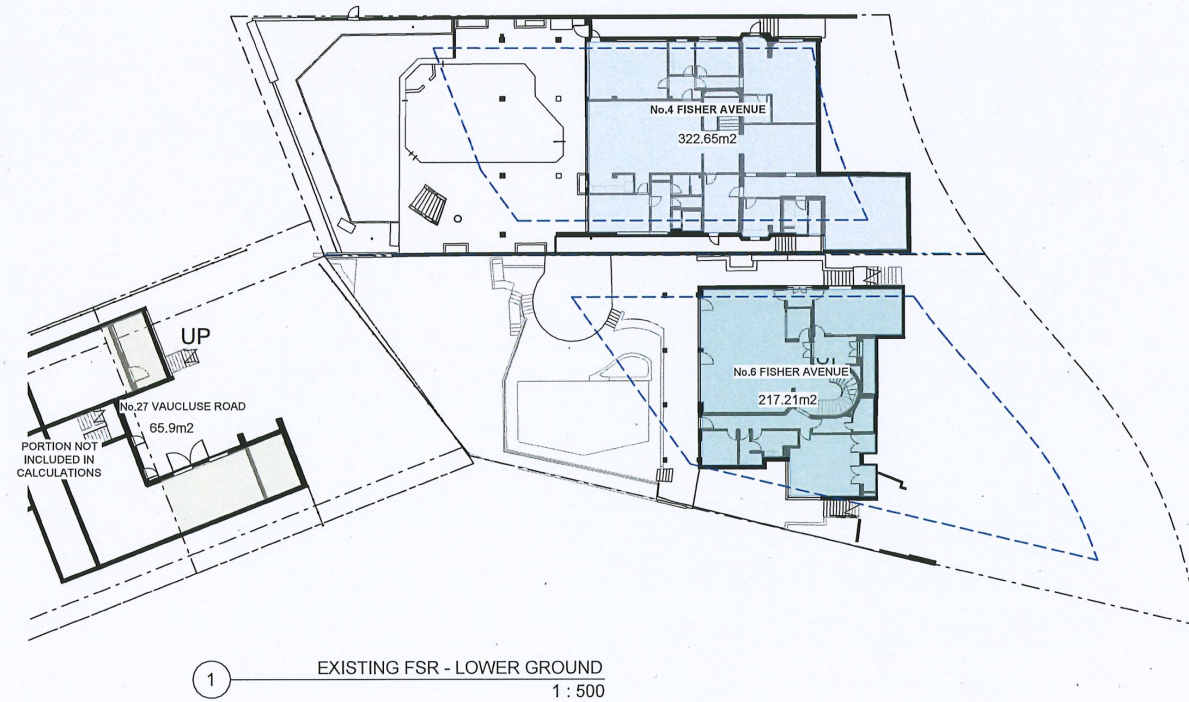 No.4 FISHER AVENUE
322.65m2
UP
No.27 VAUCLUSE ROAD
65.9m2
PORTION NOT
INCLUDED IN
CALCULATIONS
UP
No.6 FISHER AVENUE
217.21m2
1
EXISTING FSR - LOWER GROUND
1 : 500